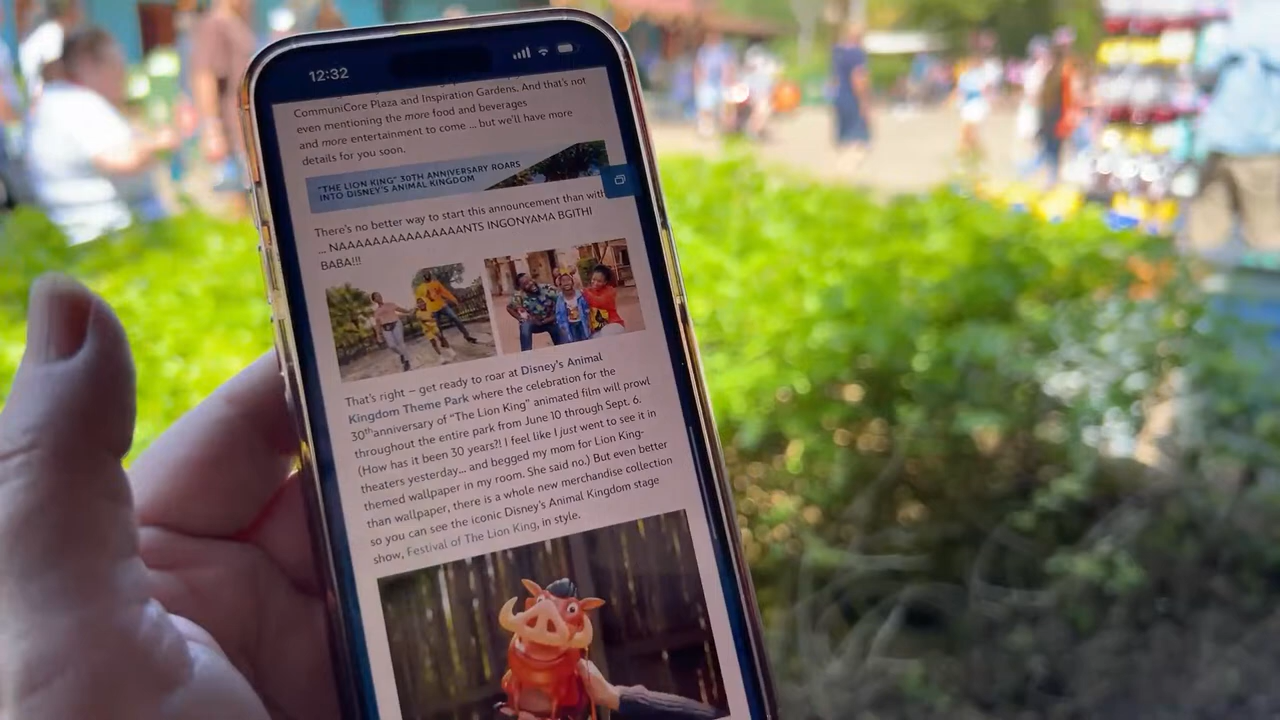 12:32
CommuniCore Plaza and Inspiration Gardens. And that's not
even mentioning the more food and beverages
and more entertainment to come ... but we'll have more
details for you soon.
"THE LION KING" 30TH ANNIVERSARY ROARS
INTO DISNEY'S ANIMAL KINGDOM
There's no better way to start this announcement than with
... NAAAAAAAAAAAAAAANTS INGONYAMA BGITHI
BABA!!!
That's right – get ready to roar at Disney's Animal
Kingdom Theme Park where the celebration for the
30th anniversary of "The Lion King" animated film will prowl
throughout the entire park from June 10 through Sept. 6.
(How has it been 30 years?! I feel like I just went to see it in
theaters yesterday... and begged my mom for Lion King-
themed wallpaper in my room. She said no.) But even better
than wallpaper, there is a whole new merchandise collection
so you can see the iconic Disney's Animal Kingdom stage
show, Festival of The Lion King, in style.